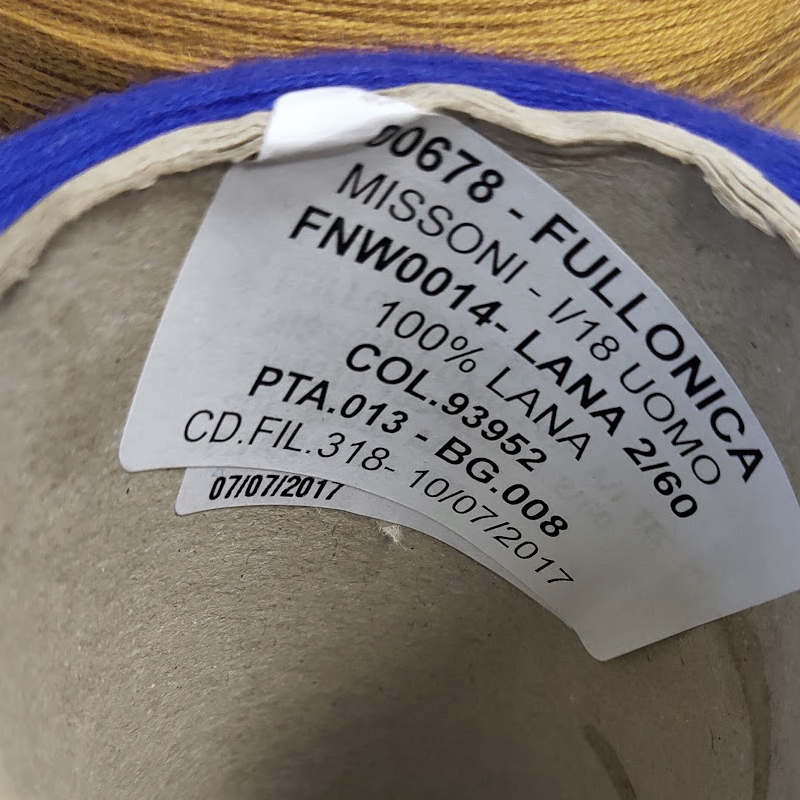 00678 - FULLONICA
MISSONI - I/18 UOMO
FNW0014- LANA 2/60
100% LANA
COL.93952
PTA.013 - BG.008
CD.FIL.318- 10/07/2017
07/07/2017